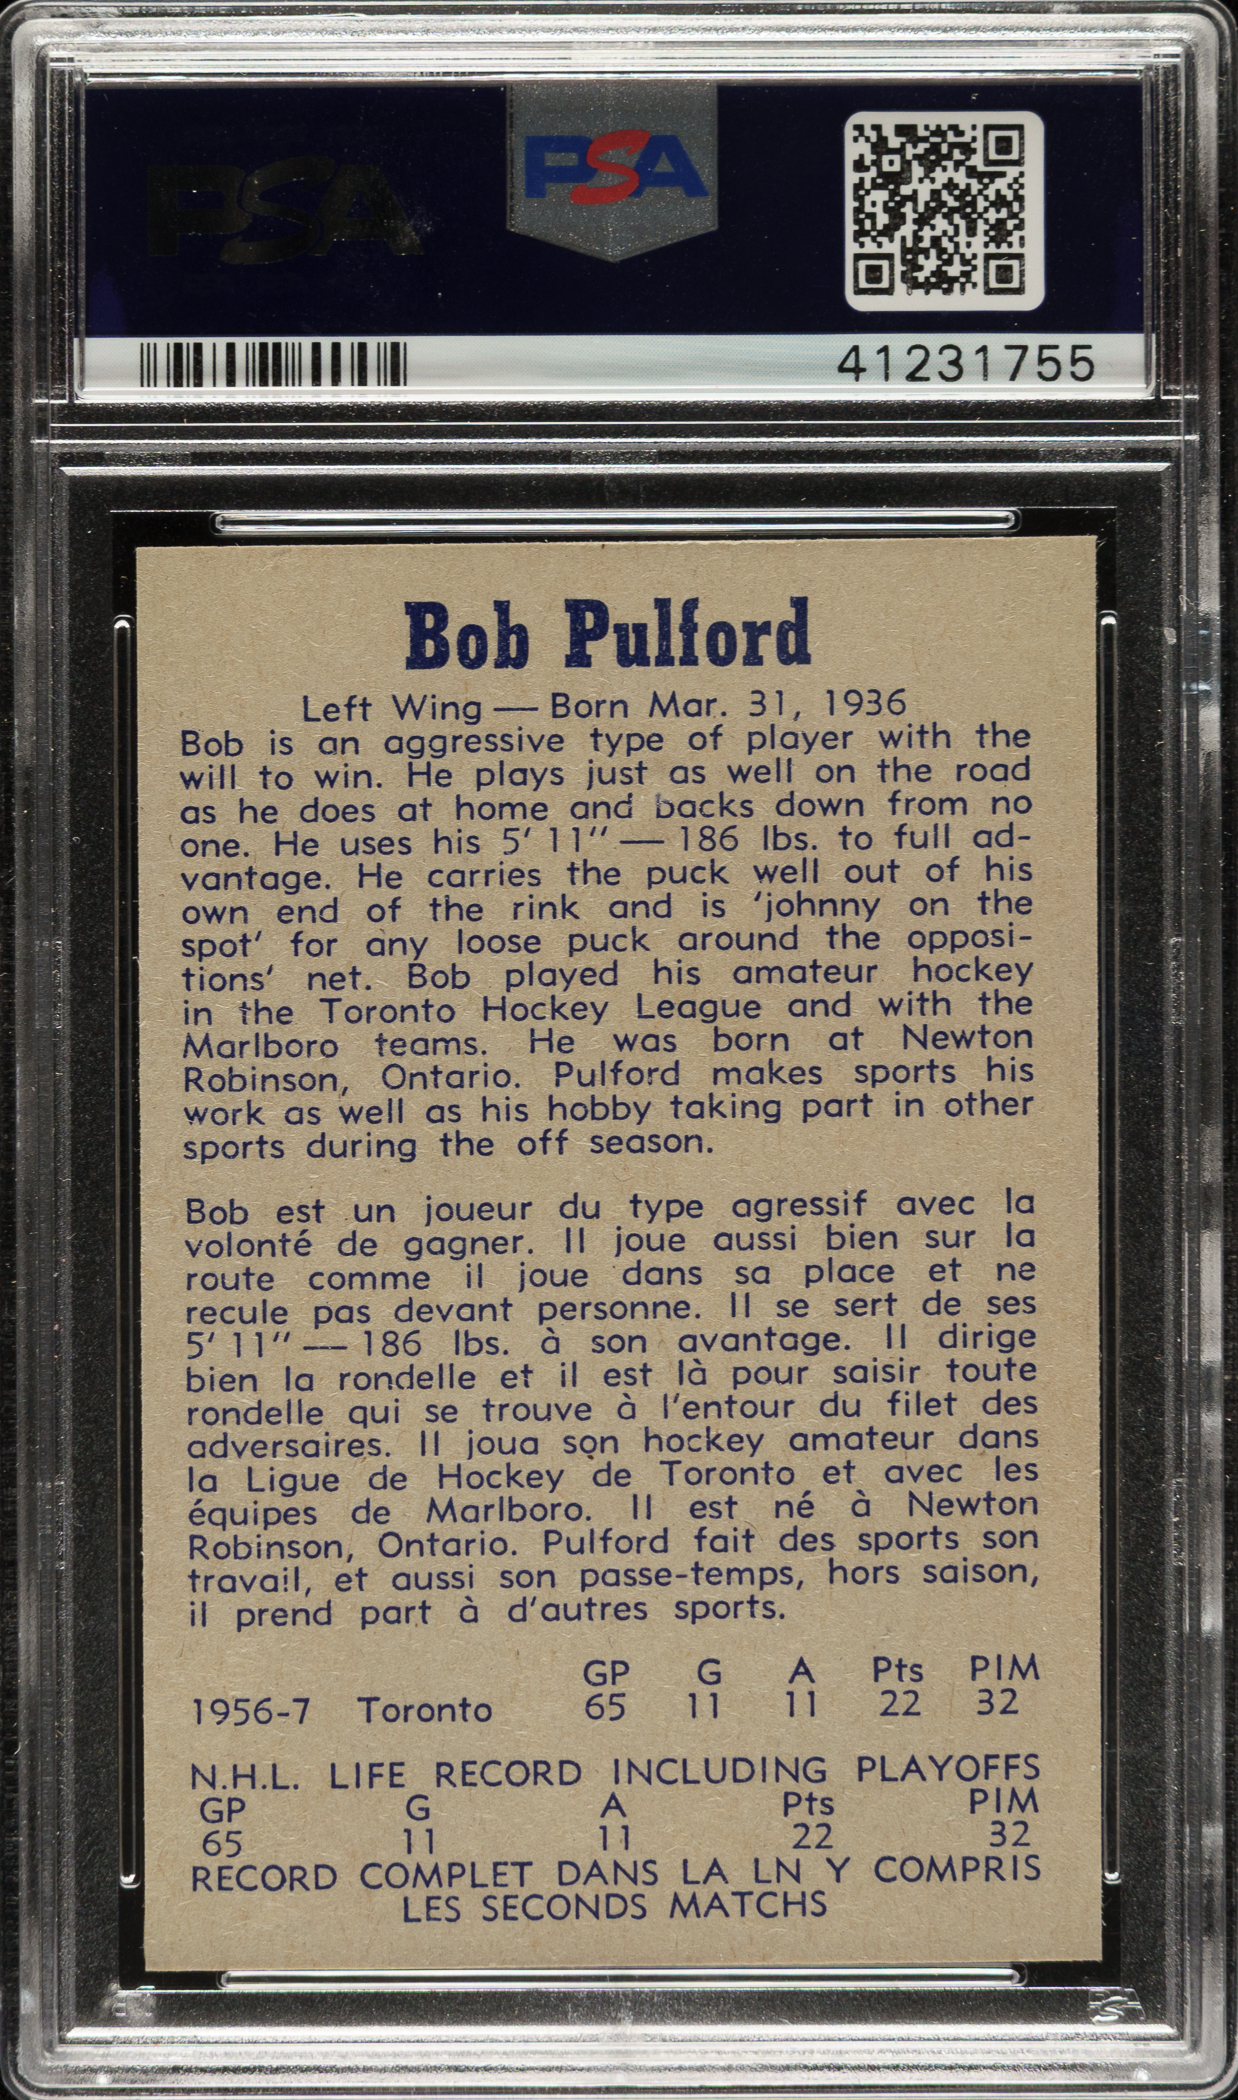 PSA
PSA
41231755
Bob Pulford
Left Wing — Born Mar. 31, 1936
Bob is an aggressive type of player with the
will to win. He plays just as well on the road
as he does at home and backs down from no
one. He uses his 5' 11'' — 186 lbs. to full ad-
vantage. He carries the puck well out of his
own end of the rink and is 'johnny on the
spot' for any loose puck around the opposi-
tions' net. Bob played his amateur hockey
in the Toronto Hockey League and with the
Marlboro teams. He was born at Newton
Robinson, Ontario. Pulford makes sports his
work as well as his hobby taking part in other
sports during the off season.
Bob est un joueur du type agressif avec la
volonté de gagner. Il joue aussi bien sur la
route comme il joue dans sa place et ne
recule pas devant personne. Il se sert de ses
5' 11'' — 186 lbs. à son avantage. Il dirige
bien la rondelle et il est là pour saisir toute
rondelle qui se trouve à l'entour du filet des
adversaires. Il joua son hockey amateur dans
la Ligue de Hockey de Toronto et avec les
équipes de Marlboro. Il est né à Newton
Robinson, Ontario. Pulford fait des sports son
travail, et aussi son passe-temps, hors saison,
il prend part à d'autres sports.
GP G A Pts PIM
1956-7 Toronto 65 11 11 22 32
N.H.L. LIFE RECORD INCLUDING PLAYOFFS
GP G A Pts PIM
65 11 11 22 32
RECORD COMPLET DANS LA LN Y COMPRIS
LES SECONDS MATCHS
PSA